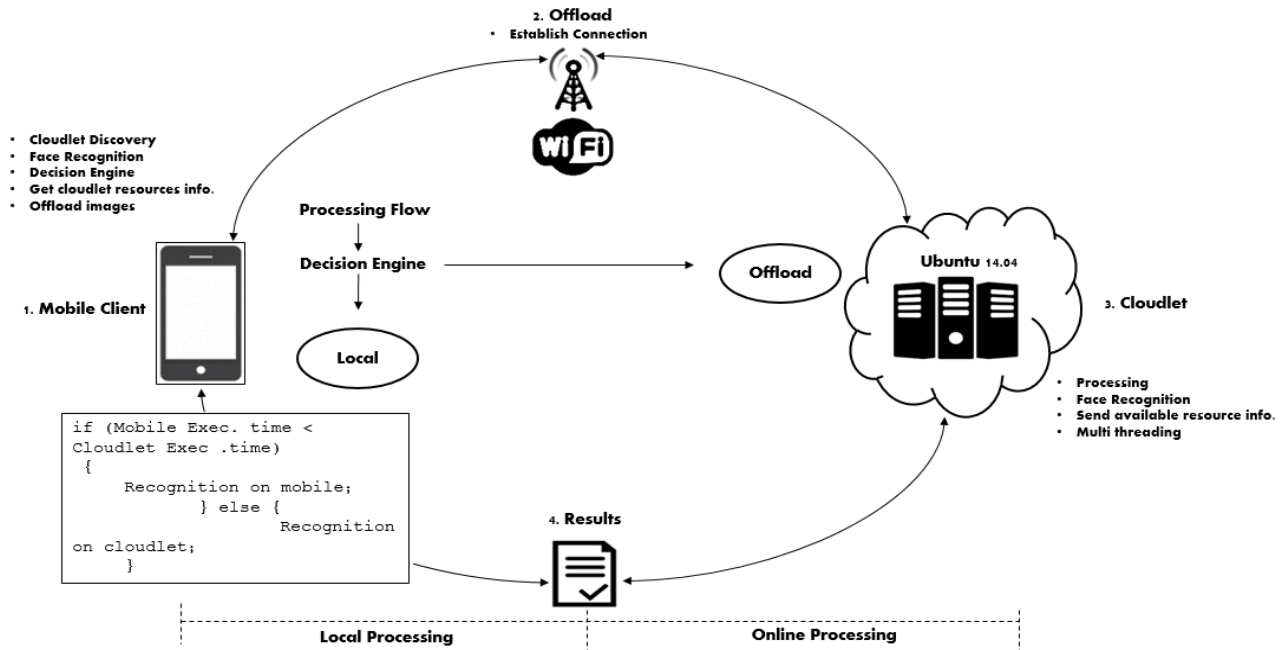 2. Offload
• Establish Connection
Wi Fi
• Cloudlet Discovery
• Face Recognition
• Decision Engine
• Get cloudlet resources info.
• Offload images
Processing Flow
Decision Engine
Offload
Local
1. Mobile Client
Ubuntu 14.04
3. Cloudlet
• Processing
• Face Recognition
• Send available resource info.
• Multi threading
if (Mobile Exec. time <
Cloudlet Exec .time)
{
Recognition on mobile;
} else {
Recognition
on cloudlet;
}
4. Results
Local Processing
Online Processing